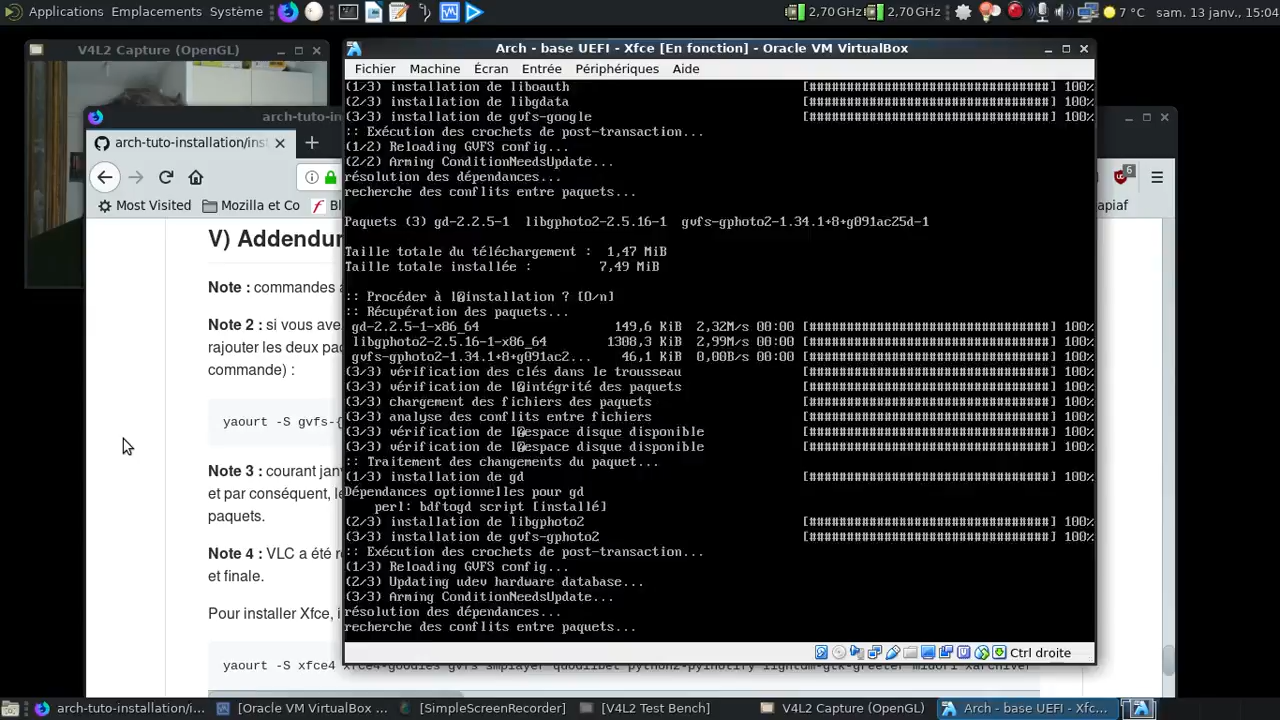 Applications Emplacements Système
2,70 GHz 2,70 GHz 7 °C sam. 13 janv., 15:04
V4L2 Capture (OpenGL)
Arch - base UEFI - Xfce [En fonction] - Oracle VM VirtualBox
Fichier Machine Écran Entrée Périphériques Aide
arch-tuto-installation/inst
Most Visited Mozilla et Co
6
V) Addendu
Note : commandes
Note 2 : si vous ave
rajouter les deux pa
commande) :
yaourt -S gvfs-{
Note 3 : courant jan
et par conséquent, le
paquets.
Note 4 : VLC a été r
et finale.
Pour installer Xfce, i
yaourt -S xfce4 xfce4-goodies gvfs smplayer quodlibet python2-pyinotify lightdm-gtk-greeter midori xarchiver
(1/3) installation de liboauth [################################] 100%
(2/3) installation de libgdata [################################] 100%
(3/3) installation de gvfs-google [################################] 100%
:: Exécution des crochets de post-transaction...
(1/2) Reloading GVFS config...
(2/2) Arming ConditionNeedsUpdate...
résolution des dépendances...
recherche des conflits entre paquets...
Paquets (3) gd-2.2.5-1 libgphoto2-2.5.16-1 gvfs-gphoto2-1.34.1+8+g091ac25d-1
Taille totale du téléchargement : 1,47 MiB
Taille totale installée : 7,49 MiB
:: Procéder à l�installation ? [O/n]
:: Récupération des paquets...
gd-2.2.5-1-x86_64 149,6 KiB 2,32M/s 00:00 [################################] 100%
libgphoto2-2.5.16-1-x86_64 1308,3 KiB 2,99M/s 00:00 [################################] 100%
gvfs-gphoto2-1.34.1+8+g091ac2... 46,1 KiB 0,00B/s 00:00 [################################] 100%
(3/3) vérification des clés dans le trousseau [################################] 100%
(3/3) vérification de l�intégrité des paquets [################################] 100%
(3/3) chargement des fichiers des paquets [################################] 100%
(3/3) analyse des conflits entre fichiers [################################] 100%
(3/3) vérification de l�espace disque disponible [################################] 100%
(3/3) vérification de l�espace disque disponible [################################] 100%
:: Traitement des changements du paquet...
(1/3) installation de gd [################################] 100%
Dépendances optionnelles pour gd
perl: bdftogd script [installé]
(2/3) installation de libgphoto2 [################################] 100%
(3/3) installation de gvfs-gphoto2 [################################] 100%
:: Exécution des crochets de post-transaction...
(1/3) Reloading GVFS config...
(2/3) Updating udev hardware database...
(3/3) Arming ConditionNeedsUpdate...
résolution des dépendances...
recherche des conflits entre paquets...
Ctrl droite
arch-tuto-installation/i... [Oracle VM VirtualBox ... [SimpleScreenRecorder] [V4L2 Test Bench] V4L2 Capture (OpenGL) Arch - base UEFI - Xfc...